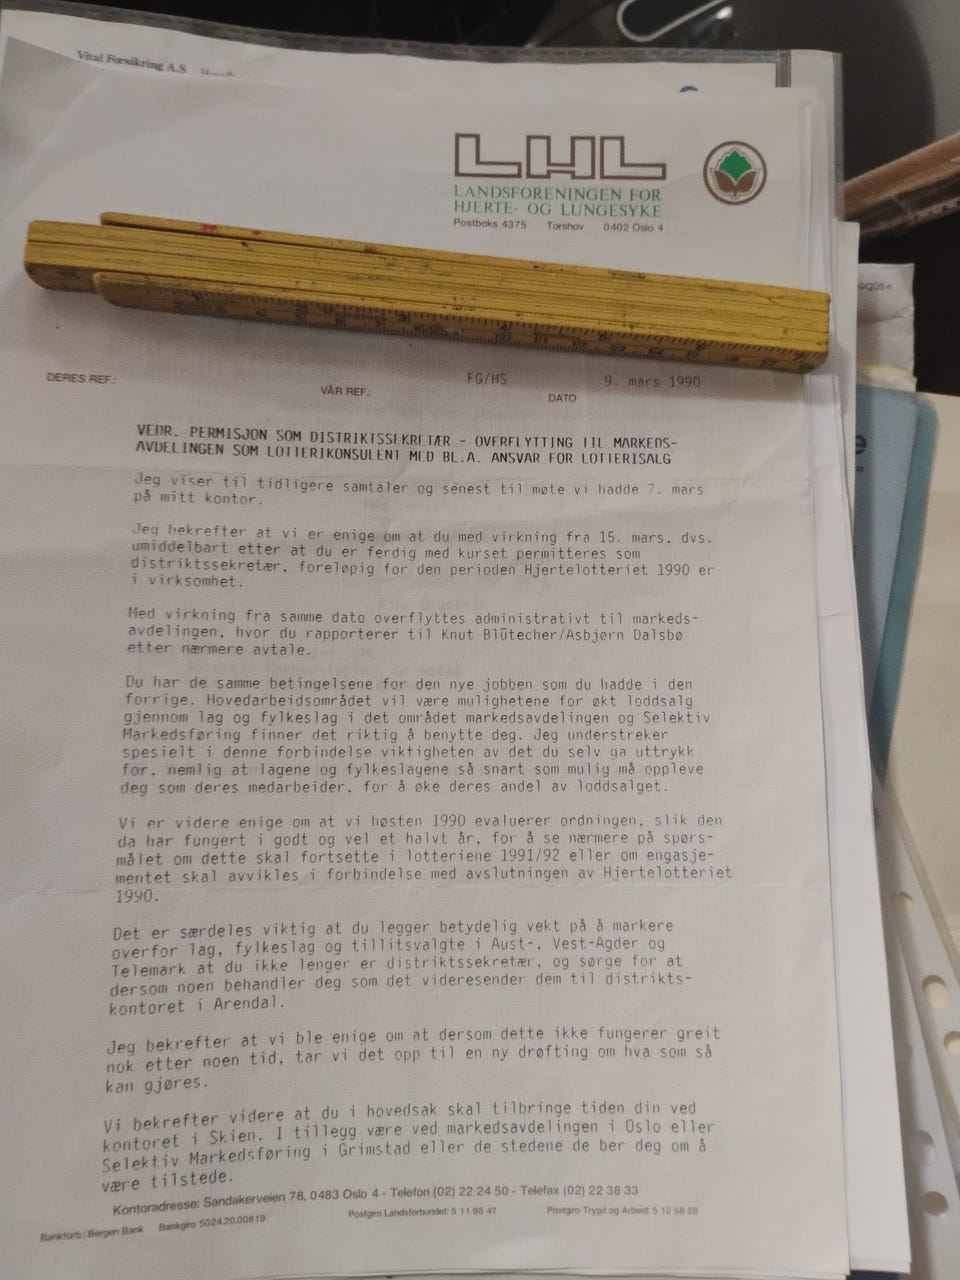 Vital Forsikring A.S
LHL
LANDSFORENINGEN FOR
HJERTE- OG LUNGESYKE
Postboks 4375 Torshov 0402 Oslo 4
DERES REF.:
VÅR REF.:
FG/HS
DATO
9. mars 1990
VEDR. PERMISJON SOM DISTRIKTSSEKRETÆR - OVERFLYTTING TIL MARKEDS-
AVDELINGEN SOM LOTTERIKONSULENT MED BL.A. ANSVAR FOR LOTTERISALG
Jeg viser til tidligere samtaler og senest til møte vi hadde 7. mars
på mitt kontor.
Jeg bekrefter at vi er enige om at du med virkning fra 15. mars, dvs.
umiddelbart etter at du er ferdig med kurset permitteres som
distriktssekretær, foreløpig for den perioden Hjertelotteriet 1990 er
i virksomhet.
Med virkning fra samme dato overflyttes administrativt til markeds-
avdelingen, hvor du rapporterer til Knut Blütecher/Asbjørn Dalsbø
etter nærmere avtale.
Du har de samme betingelsene for den nye jobben som du hadde i den
forrige. Hovedarbeidsområdet vil være mulighetene for økt loddsalg
gjennom lag og fylkeslag i det området markedsavdelingen og Selektiv
Markedsføring finner det riktig å benytte deg. Jeg understreker
spesielt i denne forbindelse viktigheten av det du selv ga uttrykk
for, nemlig at lagene og fylkeslagene så snart som mulig må oppleve
deg som deres medarbeider, for å øke deres andel av loddsalget.
Vi er videre enige om at vi høsten 1990 evaluerer ordningen, slik den
da har fungert i godt og vel et halvt år, for å se nærmere på spørs-
målet om dette skal fortsette i lotteriene 1991/92 eller om engasje-
mentet skal avvikles i forbindelse med avslutningen av Hjertelotteriet
1990.
Det er særdeles viktig at du legger betydelig vekt på å markere
overfor lag, fylkeslag og tillitsvalgte i Aust-, Vest-Agder og
Telemark at du ikke lenger er distriktssekretær, og sørge for at
dersom noen behandler deg som det videresender dem til distrikts-
kontoret i Arendal.
Jeg bekrefter at vi ble enige om at dersom dette ikke fungerer greit
nok etter noen tid, tar vi det opp til en ny drøfting om hva som så
kan gjøres.
Vi bekrefter videre at du i hovedsak skal tilbringe tiden din ved
kontoret i Skien. I tillegg være ved markedsavdelingen i Oslo eller
Selektiv Markedsføring i Grimstad eller de stedene de ber deg om å
være tilstede.
Kontoradresse: Sandakerveien 78, 0483 Oslo 4 - Telefon (02) 22 24 50 - Telefax (02) 22 38 33
Bankforb.: Bergen Bank Bankgiro 5024.20.00819 Postgiro Landsforbundet: 5 11 98 47 Postgiro Trygd og Arbeid: 5 12 58 28